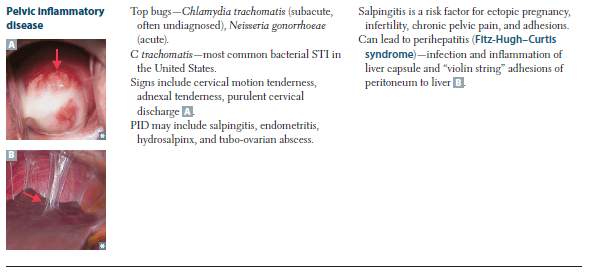 Pelvic inflammatory
disease
A
B
Top bugs—Chlamydia trachomatis (subacute,
often undiagnosed), Neisseria gonorrhoeae
(acute).
C trachomatis—most common bacterial STI in
the United States.
Signs include cervical motion tenderness,
adnexal tenderness, purulent cervical
discharge A.
PID may include salpingitis, endometritis,
hydrosalpinx, and tubo-ovarian abscess.
Salpingitis is a risk factor for ectopic pregnancy,
infertility, chronic pelvic pain, and adhesions.
Can lead to perihepatitis (Fitz-Hugh–Curtis
syndrome)—infection and inflammation of
liver capsule and “violin string” adhesions of
peritoneum to liver B.